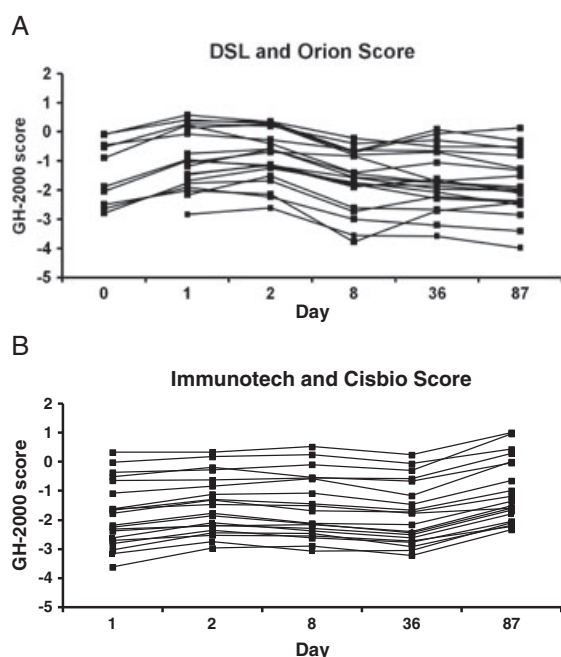 A
DSL and Orion Score
2
1
0
-1
-2
-3
-4
-5
GH-2000 score
0 1 2 8 36 87
Day
B
Immunotech and Cisbio Score
2
1
0
-1
-2
-3
-4
-5
GH-2000 score
1 2 8 36 87
Day